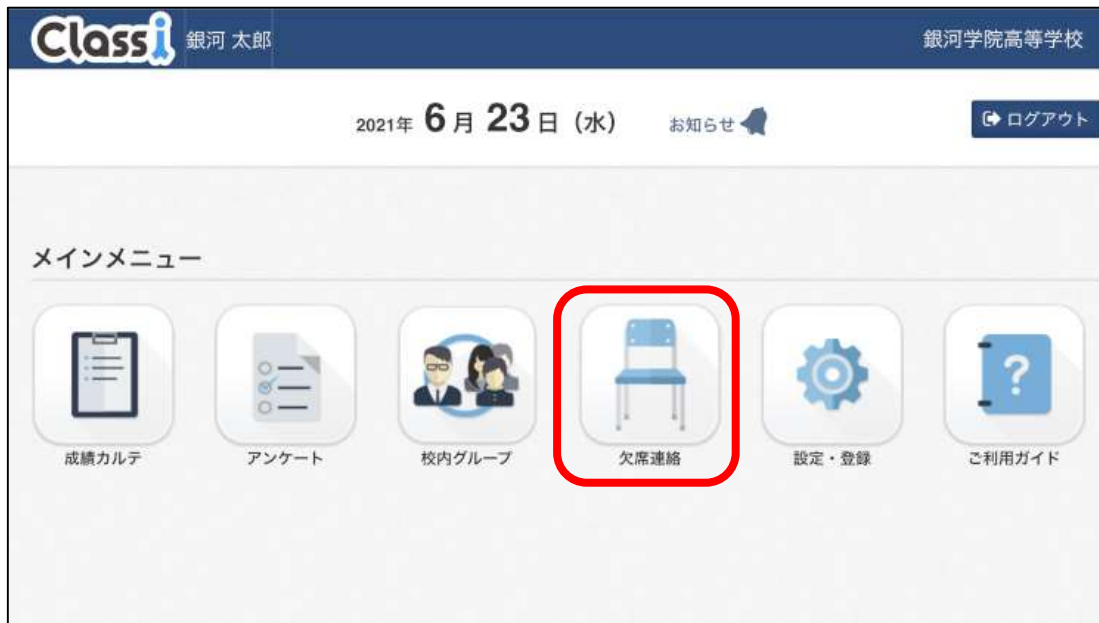 Classi 銀河 太郎 銀河学院高等学校
2021年 6月 23日（水） お知らせ ログアウト
メインメニュー
?
成績カルテ アンケート 校内グループ 欠席連絡 設定・登録 ご利用ガイド